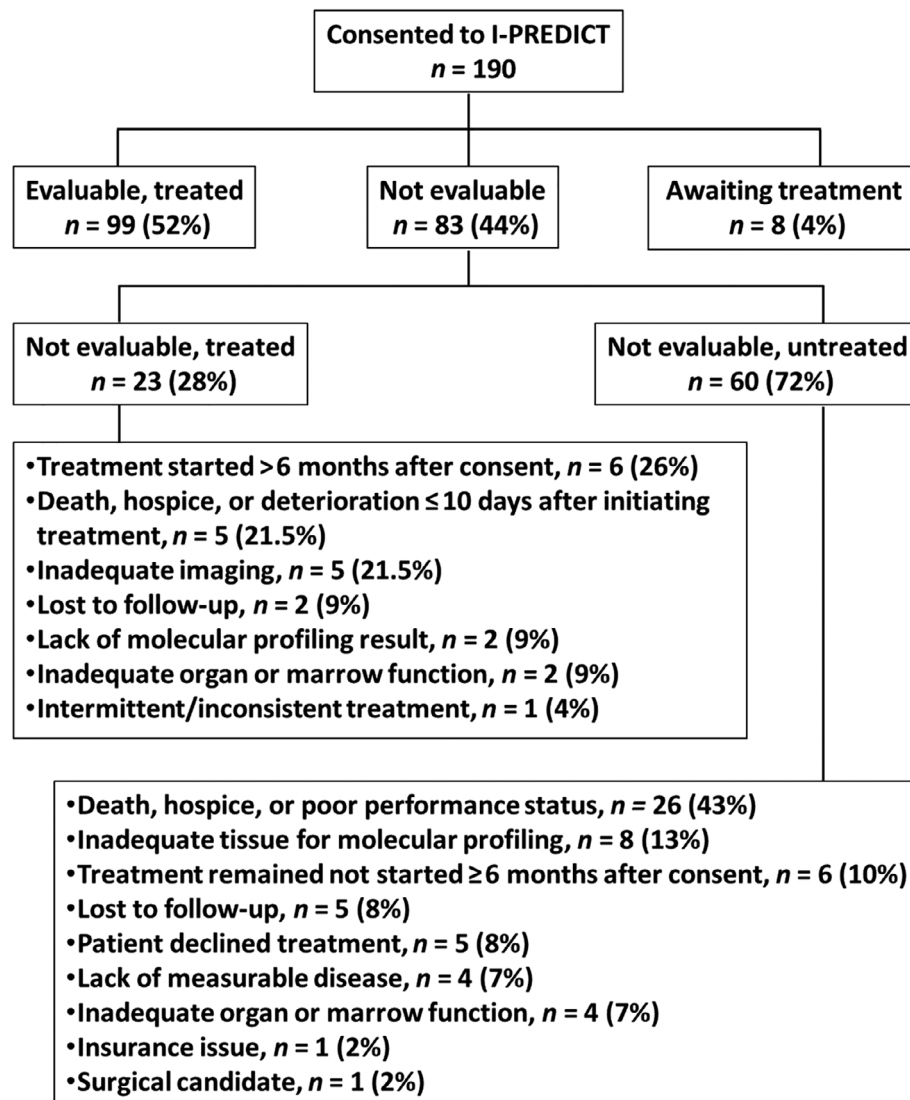 Consented to I-PREDICT
n = 190
Evaluable, treated
n = 99 (52%)
Not evaluable
n = 83 (44%)
Awaiting treatment
n = 8 (4%)
Not evaluable, treated
n = 23 (28%)
Not evaluable, untreated
n = 60 (72%)
•Treatment started >6 months after consent, n = 6 (26%)
•Death, hospice, or deterioration ≤10 days after initiating
treatment, n = 5 (21.5%)
•Inadequate imaging, n = 5 (21.5%)
•Lost to follow-up, n = 2 (9%)
•Lack of molecular profiling result, n = 2 (9%)
•Inadequate organ or marrow function, n = 2 (9%)
•Intermittent/inconsistent treatment, n = 1 (4%)
•Death, hospice, or poor performance status, n = 26 (43%)
•Inadequate tissue for molecular profiling, n = 8 (13%)
•Treatment remained not started ≥6 months after consent, n = 6 (10%)
•Lost to follow-up, n = 5 (8%)
•Patient declined treatment, n = 5 (8%)
•Lack of measurable disease, n = 4 (7%)
•Inadequate organ or marrow function, n = 4 (7%)
•Insurance issue, n = 1 (2%)
•Surgical candidate, n = 1 (2%)